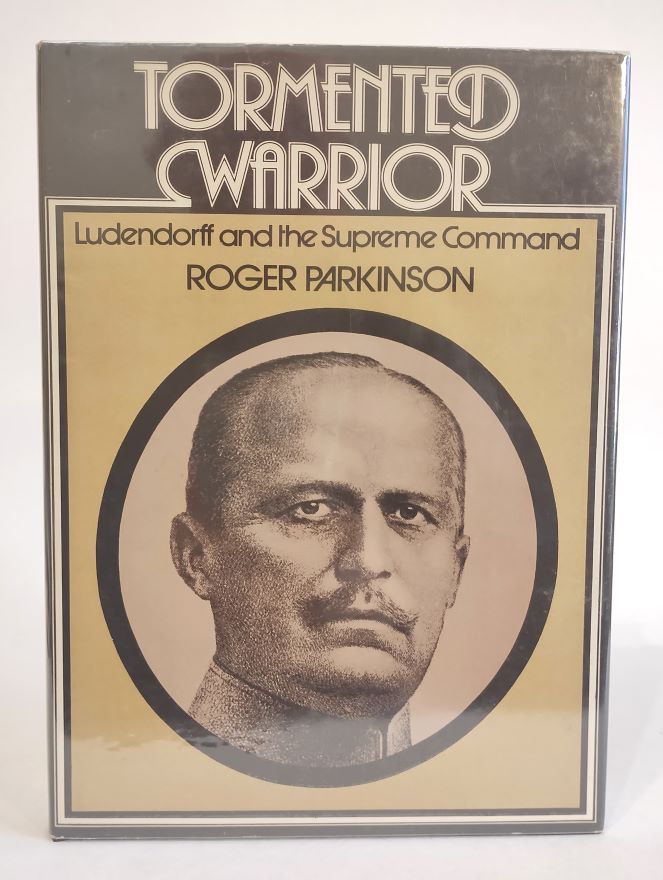 TORMENTED
WARRIOR
Ludendorff and the Supreme Command
ROGER PARKINSON